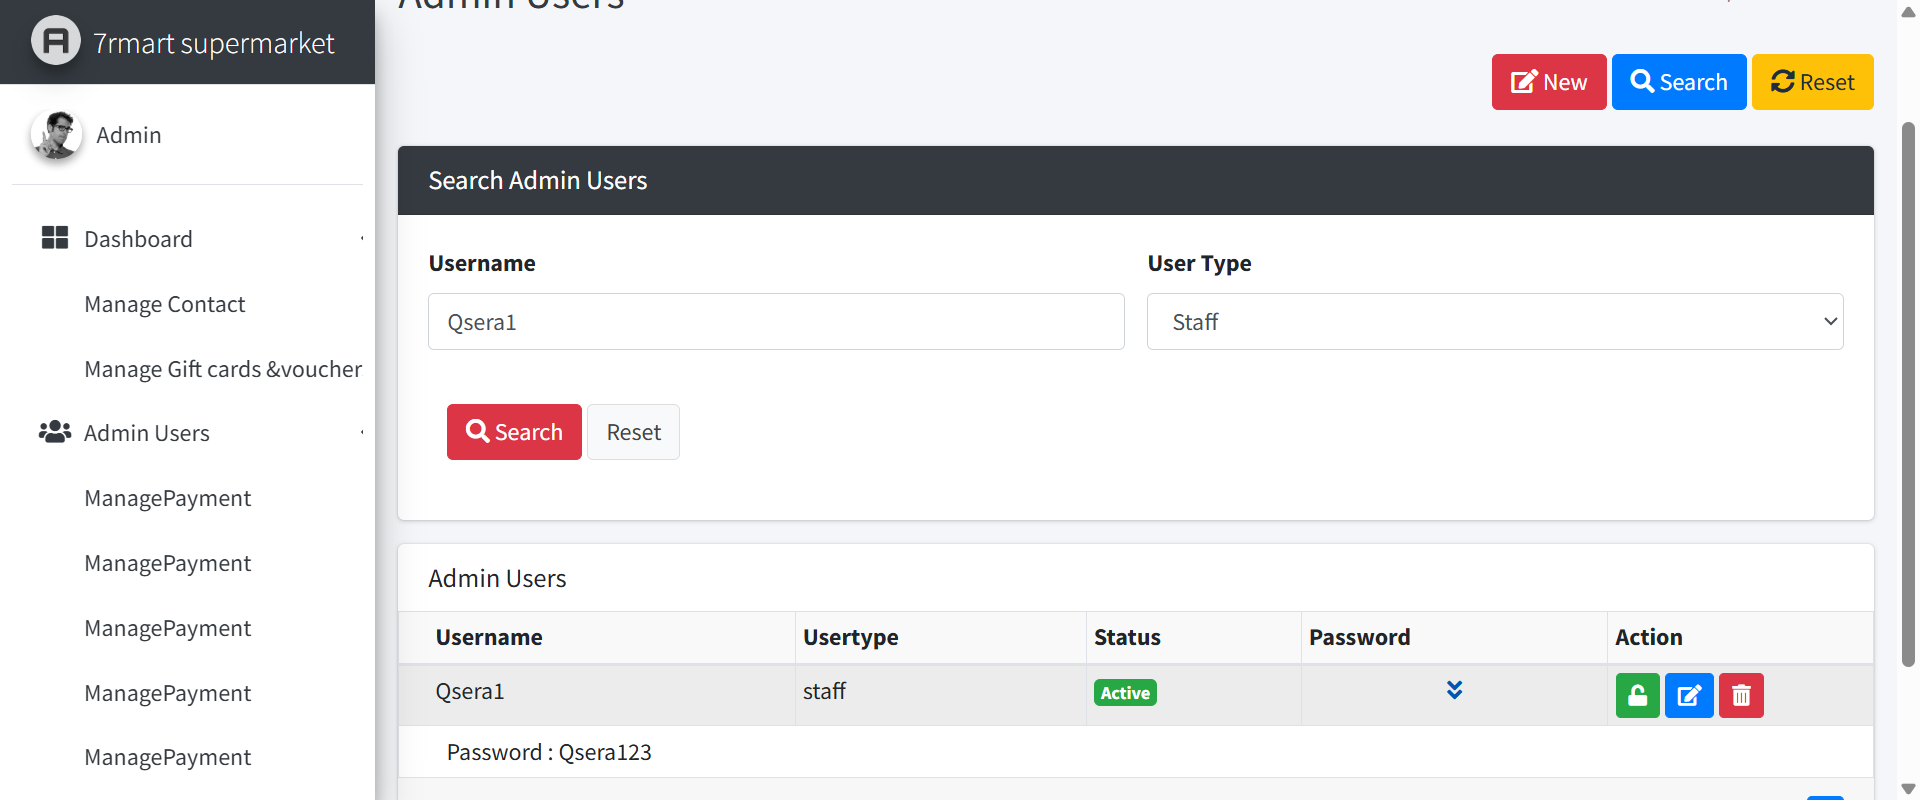 Admin Users
7rmart supermarket
New Search Reset
Admin
Search Admin Users
Dashboard
Username User Type
Manage Contact
Qsera1 Staff
Manage Gift cards &voucher
Admin Users
Search Reset
ManagePayment
ManagePayment
Admin Users
ManagePayment
Username Usertype Status Password Action
ManagePayment
Qsera1 staff Active
ManagePayment
Password : Qsera123